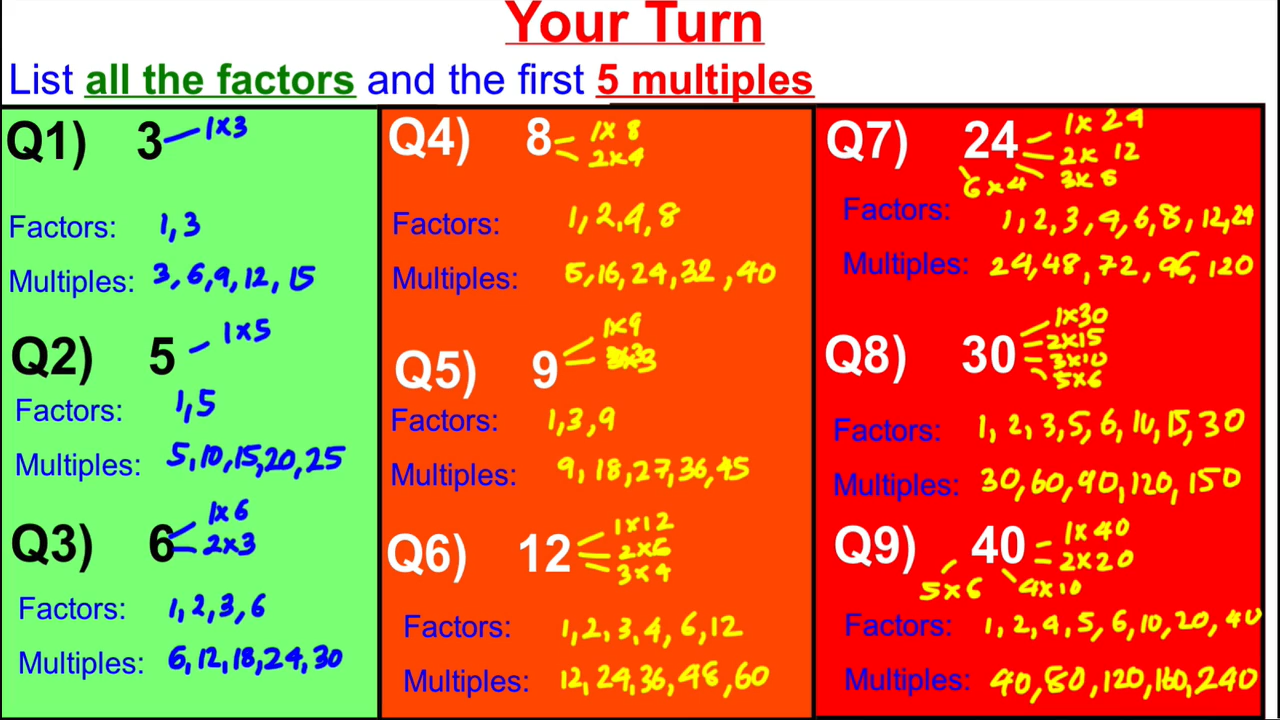 Your Turn
List all the factors and the first 5 multiples
Q1) 3 1x3
Factors: 1,3
Multiples: 3,6,9,12,15
Q2) 5 1x5
Factors: 1,5
Multiples: 5,10,15,20,25
Q3) 6 1x6
2x3
Factors: 1,2,3,6
Multiples: 6,12,18,24,30
Q4) 8 1x8
2x4
Factors: 1,2,4,8
Multiples: 5,16,24,32,40
Q5) 9 1x9
3x3
Factors: 1,3,9
Multiples: 9,18,27,36,45
Q6) 12 1x12
2x6
3x4
Factors: 1,2,3,4,6,12
Multiples: 12,24,36,48,60
Q7) 24 1x24
2x12
3x8
6x4
Factors: 1,2,3,4,6,8,12,24
Multiples: 24,48,72,96,120
Q8) 30 1x30
2x15
3x10
5x6
Factors: 1,2,3,5,6,10,15,30
Multiples: 30,60,90,120,150
Q9) 40 1x40
2x20
5x6 4x10
Factors: 1,2,4,5,6,10,20,40
Multiples: 40,80,120,160,240